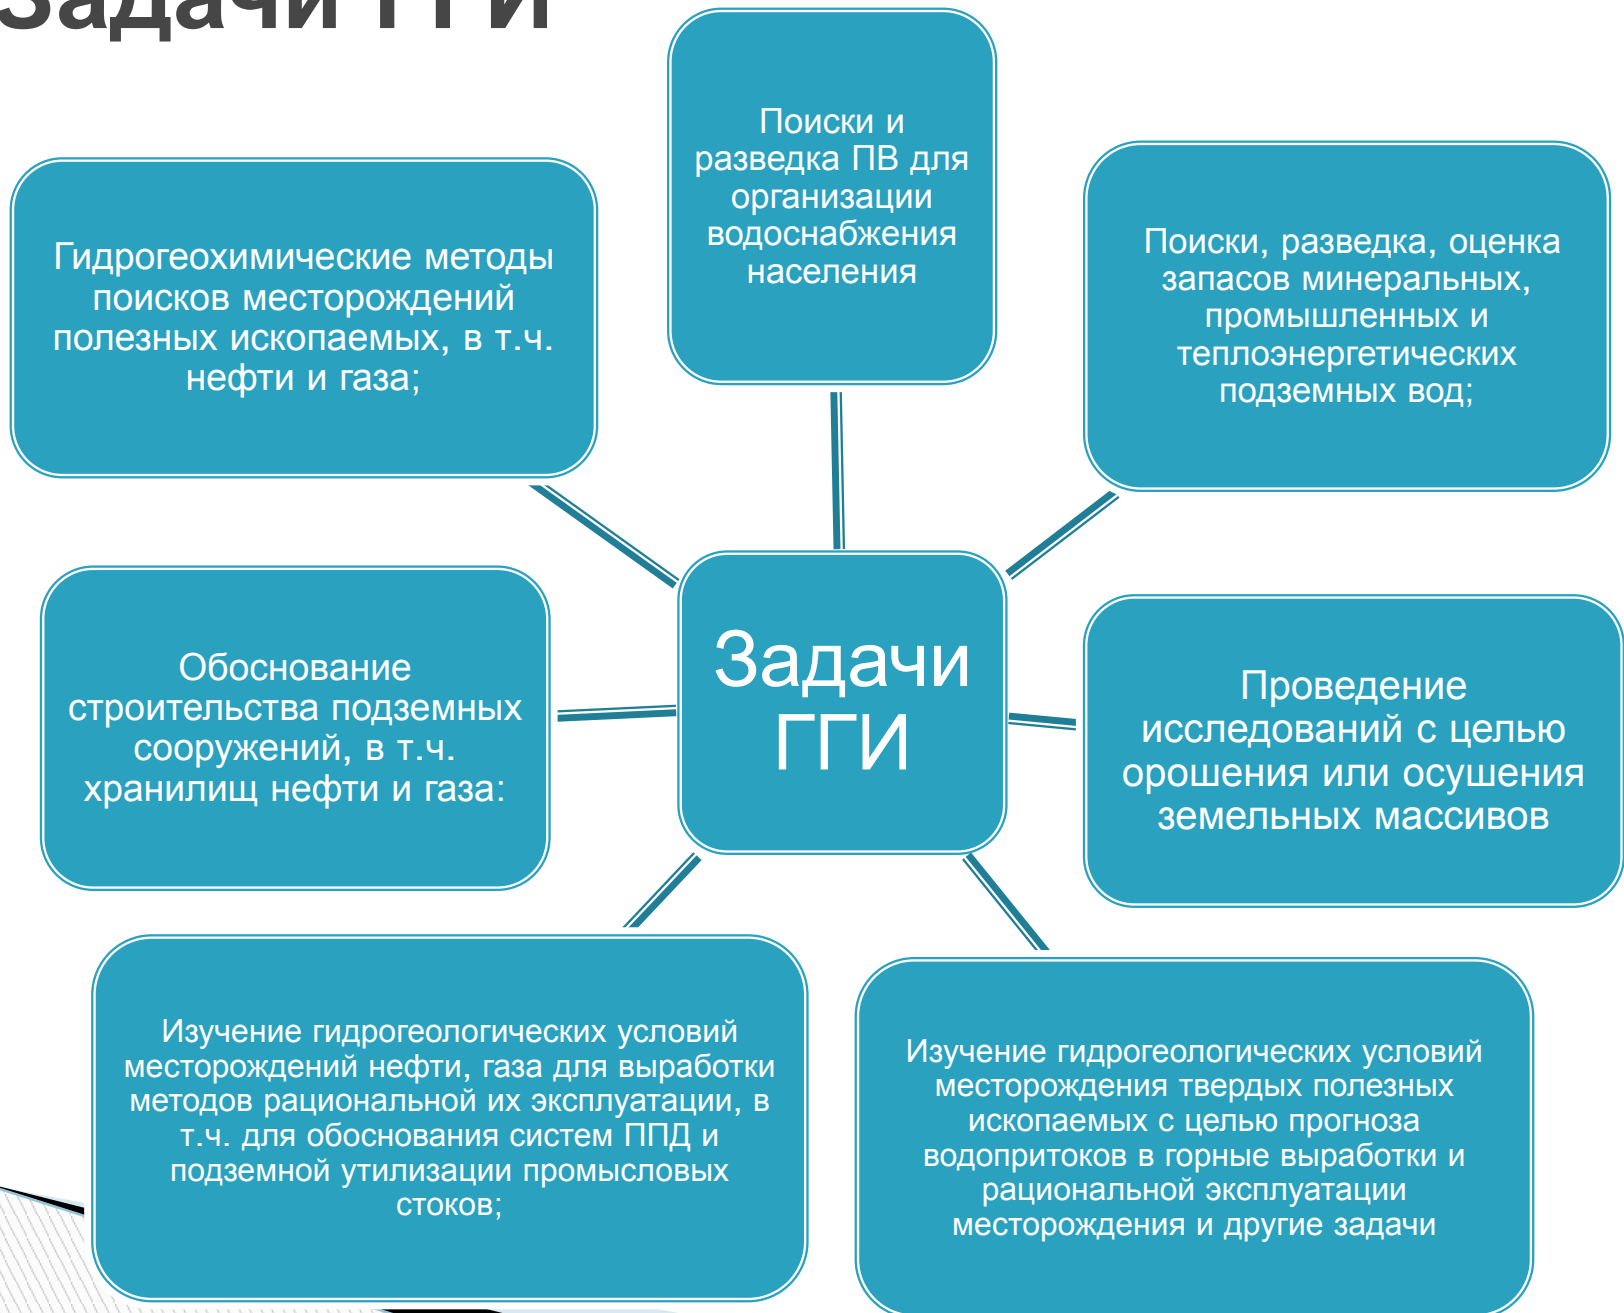 Задачи ГГИ
Поиски и
разведка ПВ для
организации
водоснабжения
населения
Поиски, разведка, оценка
запасов минеральных,
промышленных и
теплоэнергетических
подземных вод;
Проведение
исследований с целью
орошения или осушения
земельных массивов
Изучение гидрогеологических условий
месторождения твердых полезных
ископаемых с целью прогноза
водопритоков в горные выработки и
рациональной эксплуатации
месторождения и другие задачи
Изучение гидрогеологических условий
месторождений нефти, газа для выработки
методов рациональной их эксплуатации, в
т.ч. для обоснования систем ППД и
подземной утилизации промысловых
стоков;
Обоснование
строительства подземных
сооружений, в т.ч.
хранилищ нефти и газа:
Гидрогеохимические методы
поисков месторождений
полезных ископаемых, в т.ч.
нефти и газа;
Задачи
ГГИ